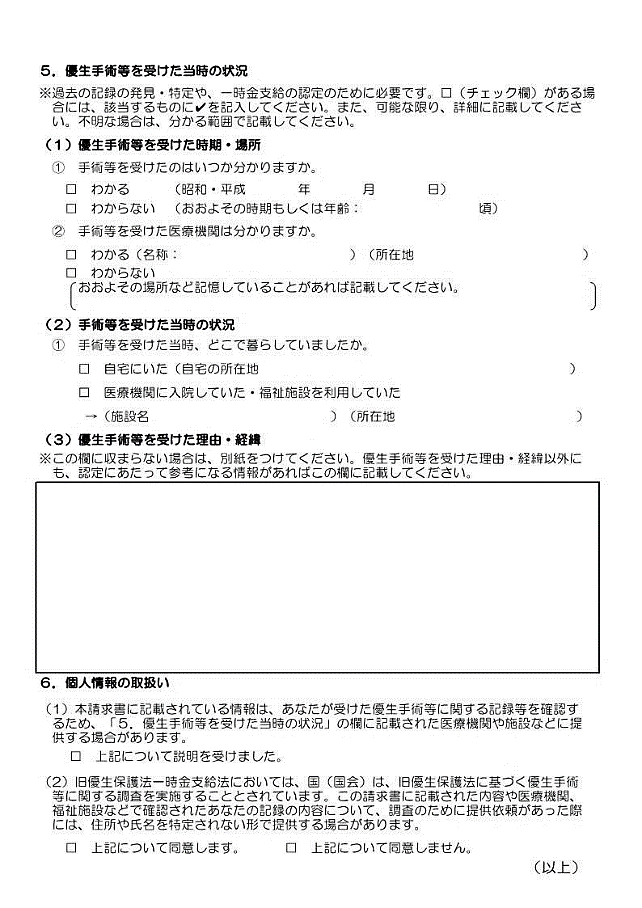 ５．優生手術等を受けた当時の状況
※過去の記録の発見・特定や、一時金支給の認定のために必要です。□（チェック欄）がある場
合には、該当するものに✔を記入してください。また、可能な限り、詳細に記載してくださ
い。不明な場合は、分かる範囲で記載してください。
（１）優生手術等を受けた時期・場所
① 手術等を受けたのはいつか分かりますか。
□ わかる （昭和・平成 年 月 日）
□ わからない （おおよその時期もしくは年齢： 頃）
② 手術等を受けた医療機関は分かりますか。
□ わかる（名称： ）（所在地 ）
□ わからない
おおよその場所など記憶していることがあれば記載してください。
（２）手術等を受けた当時の状況
① 手術等を受けた当時、どこで暮らしていましたか。
□ 自宅にいた（自宅の所在地 ）
□ 医療機関に入院していた・福祉施設を利用していた
→（施設名 ）（所在地 ）
（３）優生手術等を受けた理由・経緯
※この欄に収まらない場合は、別紙をつけてください。優生手術等を受けた理由・経緯以外に
も、認定にあたって参考になる情報があればこの欄に記載してください。
６．個人情報の取扱い
（１）本請求書に記載されている情報は、あなたが受けた優生手術等に関する記録等を確認す
るため、「５．優生手術等を受けた当時の状況」の欄に記載された医療機関や施設などに提
供する場合があります。
□ 上記について説明を受けました。
（２）旧優生保護法一時金支給法においては、国（国会）は、旧優生保護法に基づく優生手術
等に関する調査を実施することとされています。この請求書に記載された内容や医療機関、
福祉施設などで確認されたあなたの記録の内容について、調査のために提供依頼があった際
には、住所や氏名を特定されない形で提供する場合があります。
□ 上記について同意します。 □ 上記について同意しません。
（以上）